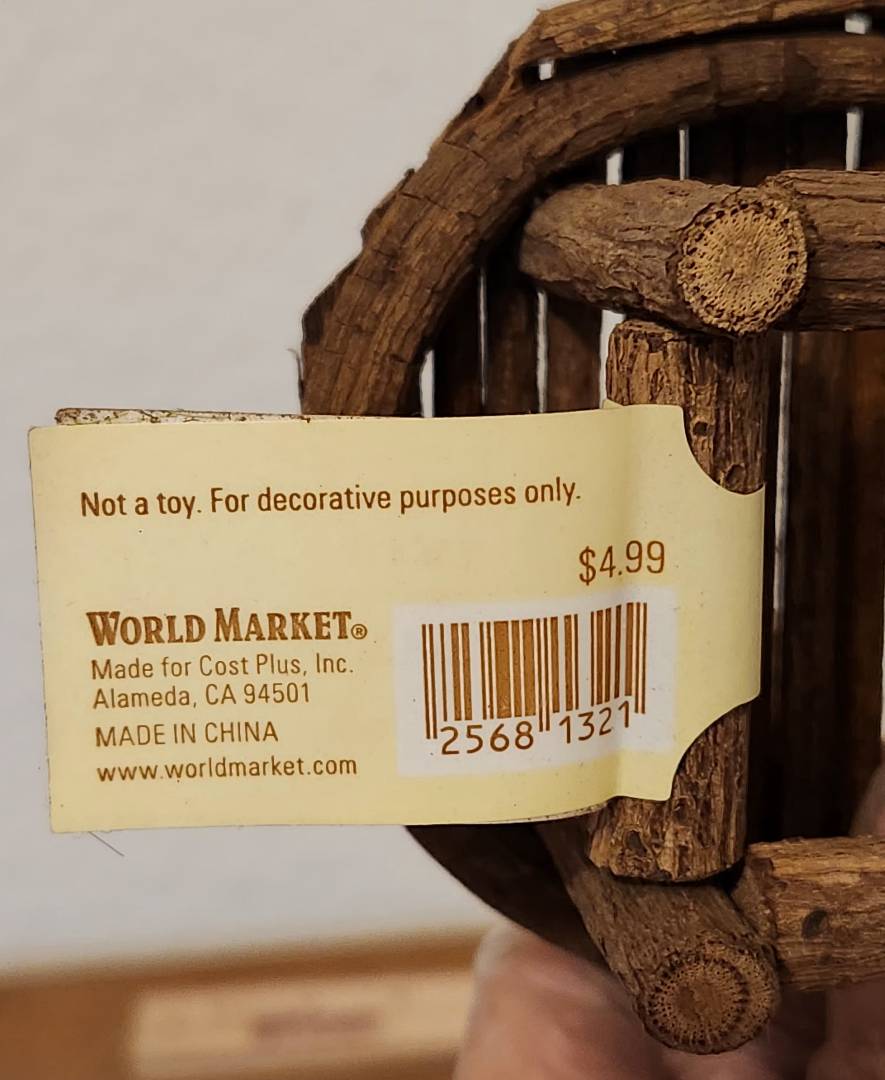 Not a toy. For decorative purposes only.
$4.99
WORLD MARKET®
Made for Cost Plus, Inc.
Alameda, CA 94501
MADE IN CHINA
www.worldmarket.com
2568 1321